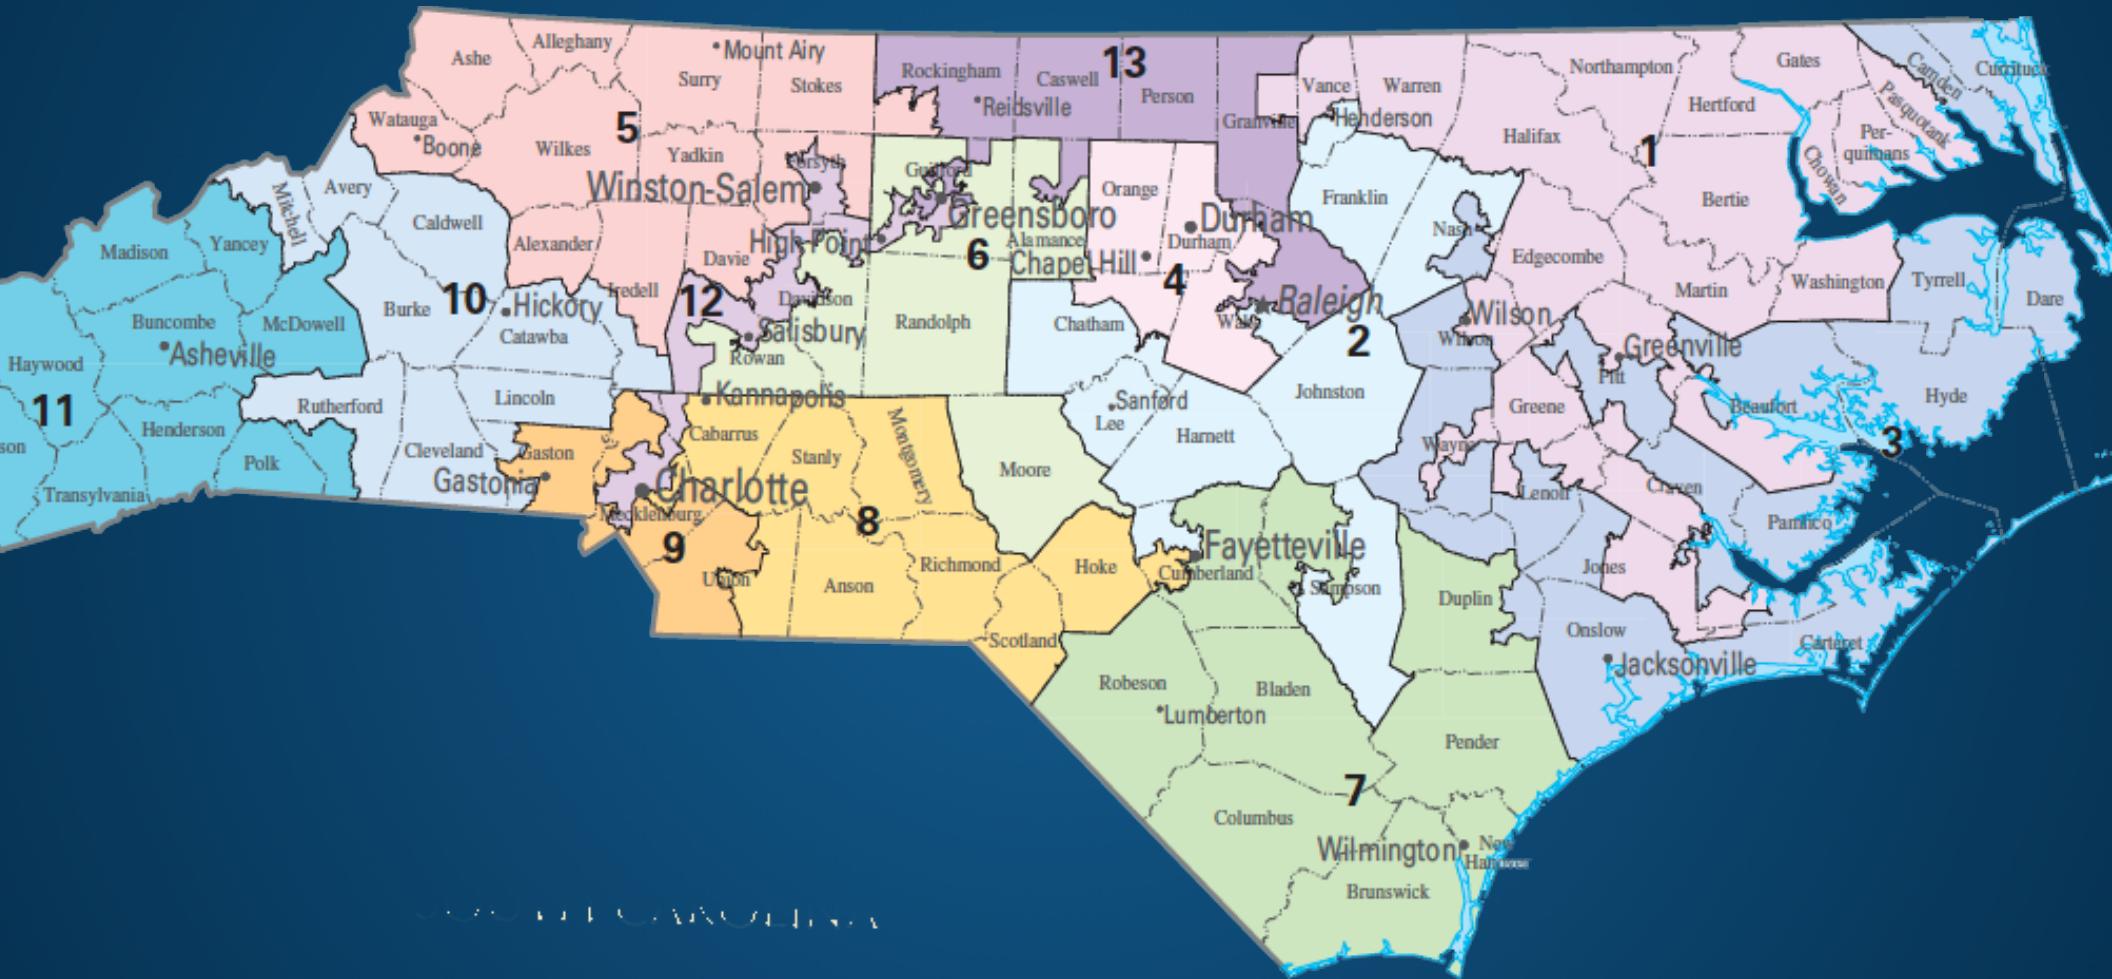 Ashe
Alleghany
Mount Airy
Surry
Stokes
Rockingham
Caswell
13
Reidsville
Person
Granville
Vance
Warren
Henderson
Northampton
Gates
Camden
Currituck
Hertford
Pasquotank
Per-
quimans
Chowan
Halifax
1
Bertie
Watauga
Boone
5
Wilkes
Yadkin
Forsyth
Winston-Salem
Guilford
Greensboro
Orange
Durham
Durham
Franklin
Nash
Edgecombe
Martin
Washington
Tyrrell
Dare
Mitchell
Avery
Caldwell
Alexander
Davie
High Point
6
Alamance
Chapel Hill
4
Madison
Yancey
Iredell
12
Davidson
Raleigh
Wake
2
Wilson
Wilson
Burke
10
Hickory
Catawba
Salisbury
Rowan
Randolph
Chatham
Buncombe
McDowell
Asheville
Haywood
11
Greenville
Pitt
Hyde
Beaufort
3
Rutherford
Lincoln
Kannapolis
Sanford
Lee
Johnston
Greene
Henderson
Polk
Cleveland
Gaston
Gastonia
Cabarrus
Stanly
Montgomery
Moore
Harnett
Wayne
Lenoir
Craven
Pamlico
son
Transylvania
Charlotte
Mecklenburg
8
9
Union
Anson
Richmond
Hoke
Fayetteville
Cumberland
Sampson
Duplin
Jones
Onslow
Jacksonville
Carteret
Scotland
Robeson
Lumberton
Bladen
Pender
7
Columbus
Wilmington
New
Hanover
Brunswick